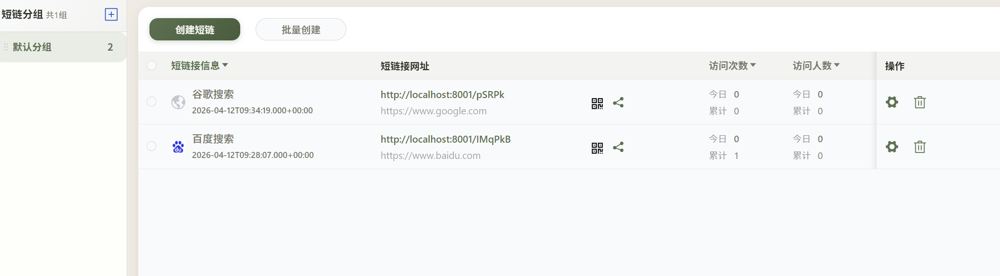 短链分组 共1组
默认分组 2
创建短链 批量创建
短链接信息 短链接网址 访问次数 访问人数 操作
谷歌搜索
2026-04-12T09:34:19.000+00:00
http://localhost:8001/pSRPk
https://www.google.com
今日 0 今日 0
累计 0 累计 0
百度搜索
2026-04-12T09:28:07.000+00:00
http://localhost:8001/IMqPkB
https://www.baidu.com
今日 0 今日 0
累计 1 累计 0
du